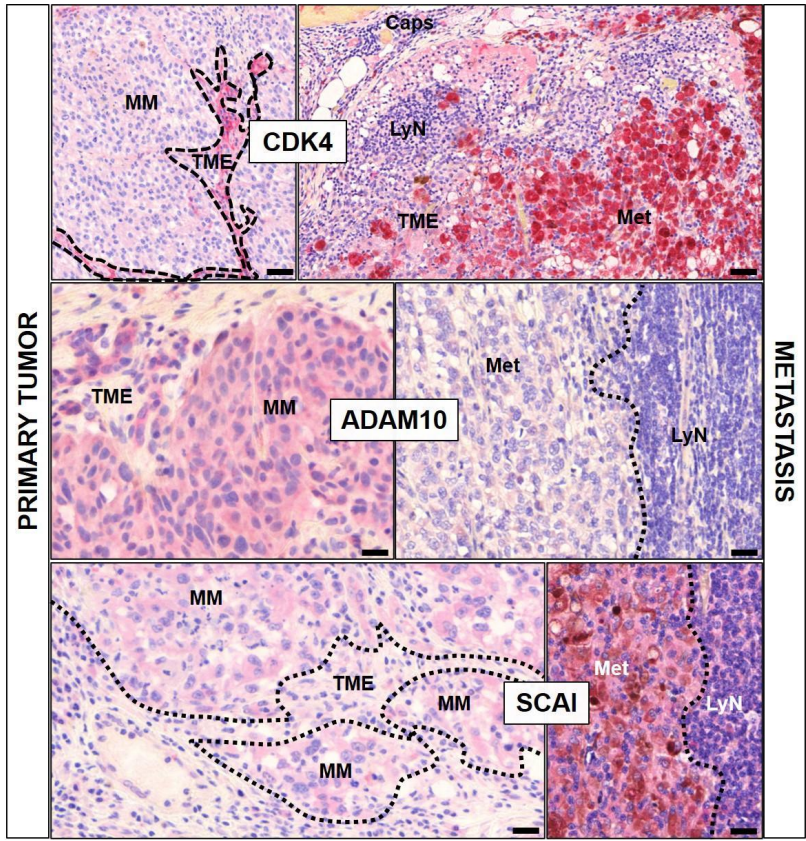 PRIMARY TUMOR
METASTASIS
MM
TME
CDK4
Caps
LyN
TME
Met
TME
MM
ADAM10
Met
LyN
MM
TME
MM
MM
SCAI
Met
LyN